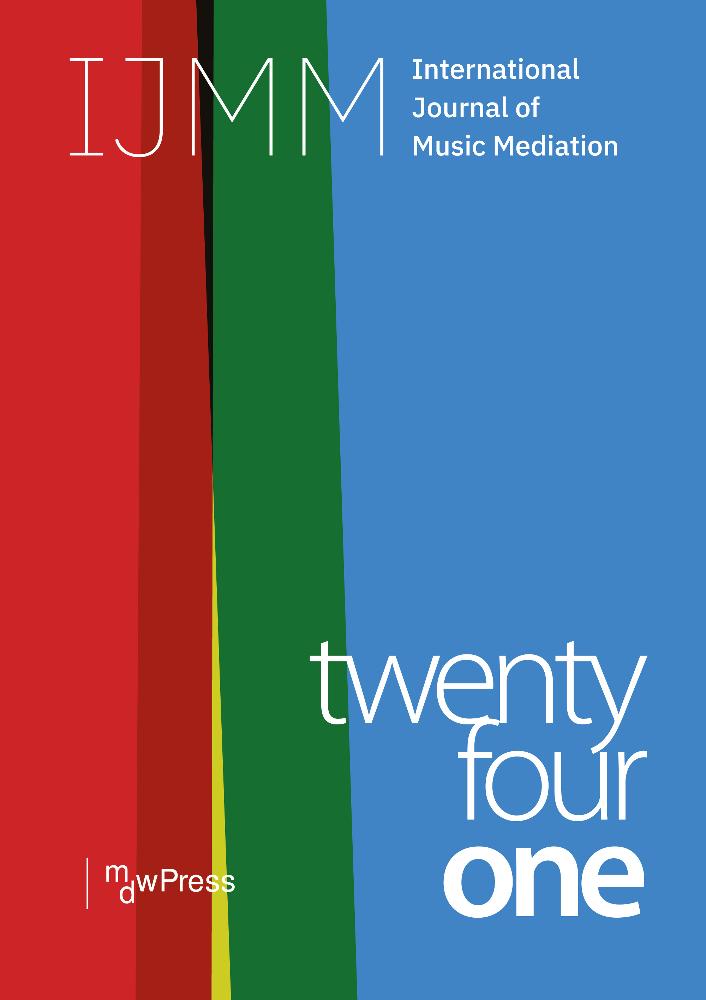 IJMM
International
Journal of
Music Mediation
twenty
four
one
mdwPress